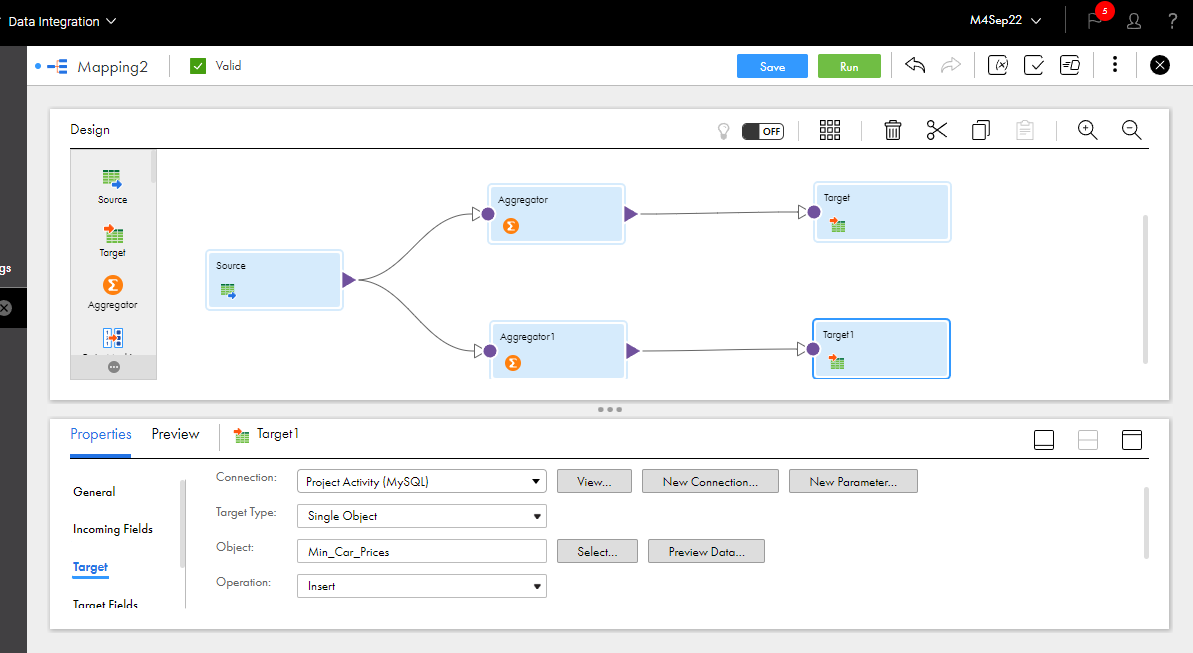 Data Integration
M4Sep22
5
?
Mapping2
Valid
Save
Run
Design
OFF
Source
Target
Aggregator
gs
Source
Aggregator
Target
Aggregator1
Target1
Properties
Preview
Target1
General
Incoming Fields
Target
Target Fields
Connection:
Project Activity (MySQL)
View...
New Connection...
New Parameter...
Target Type:
Single Object
Object:
Min_Car_Prices
Select...
Preview Data...
Operation:
Insert